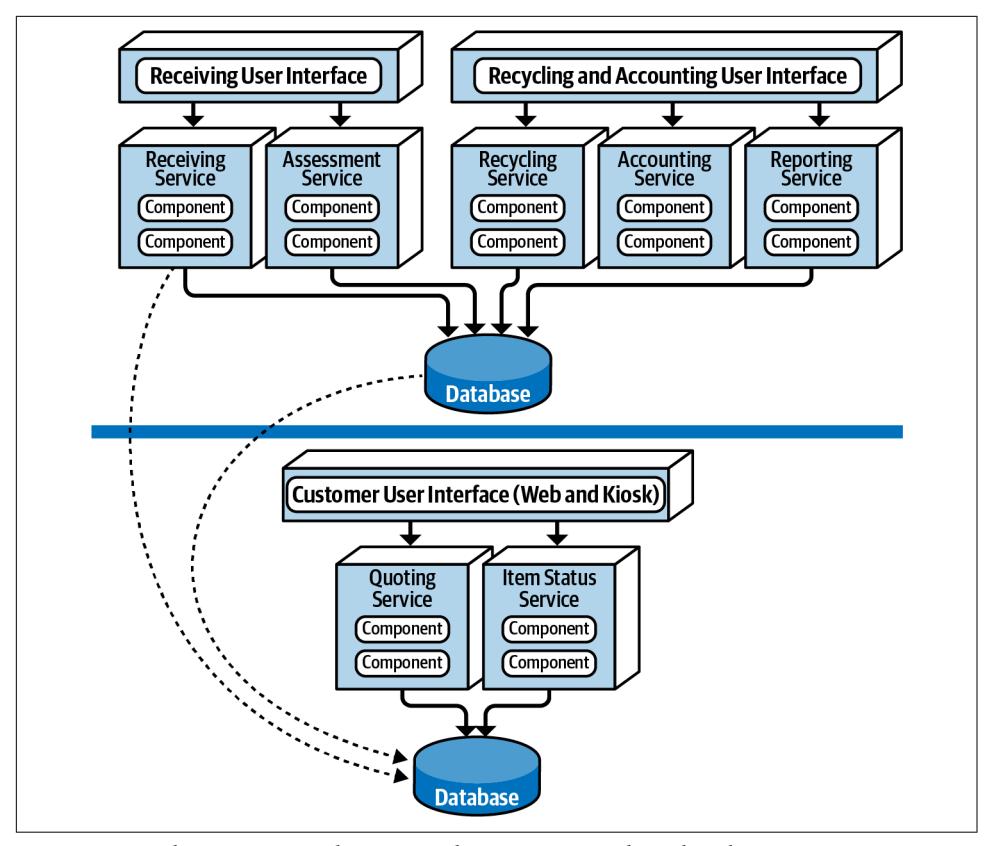 Receiving User Interface
Recycling and Accounting User Interface
Receiving
Service
Component
Component
Assessment
Service
Component
Component
Recycling
Service
Component
Component
Accounting
Service
Component
Component
Reporting
Service
Component
Component
Database
Customer User Interface (Web and Kiosk)
Quoting
Service
Component
Component
Item Status
Service
Component
Component
Database